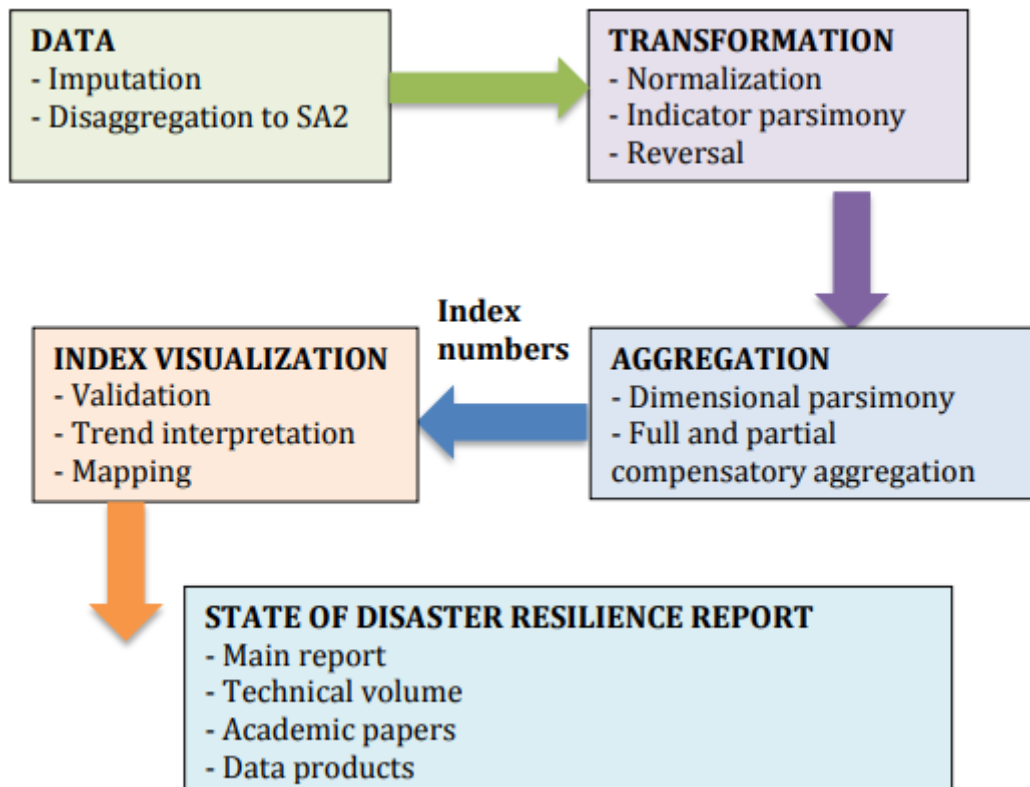 DATA
- Imputation
- Disaggregation to SA2
TRANSFORMATION
- Normalization
- Indicator parsimony
- Reversal
Index
numbers
INDEX VISUALIZATION
- Validation
- Trend interpretation
- Mapping
AGGREGATION
- Dimensional parsimony
- Full and partial
compensatory aggregation
STATE OF DISASTER RESILIENCE REPORT
- Main report
- Technical volume
- Academic papers
- Data products